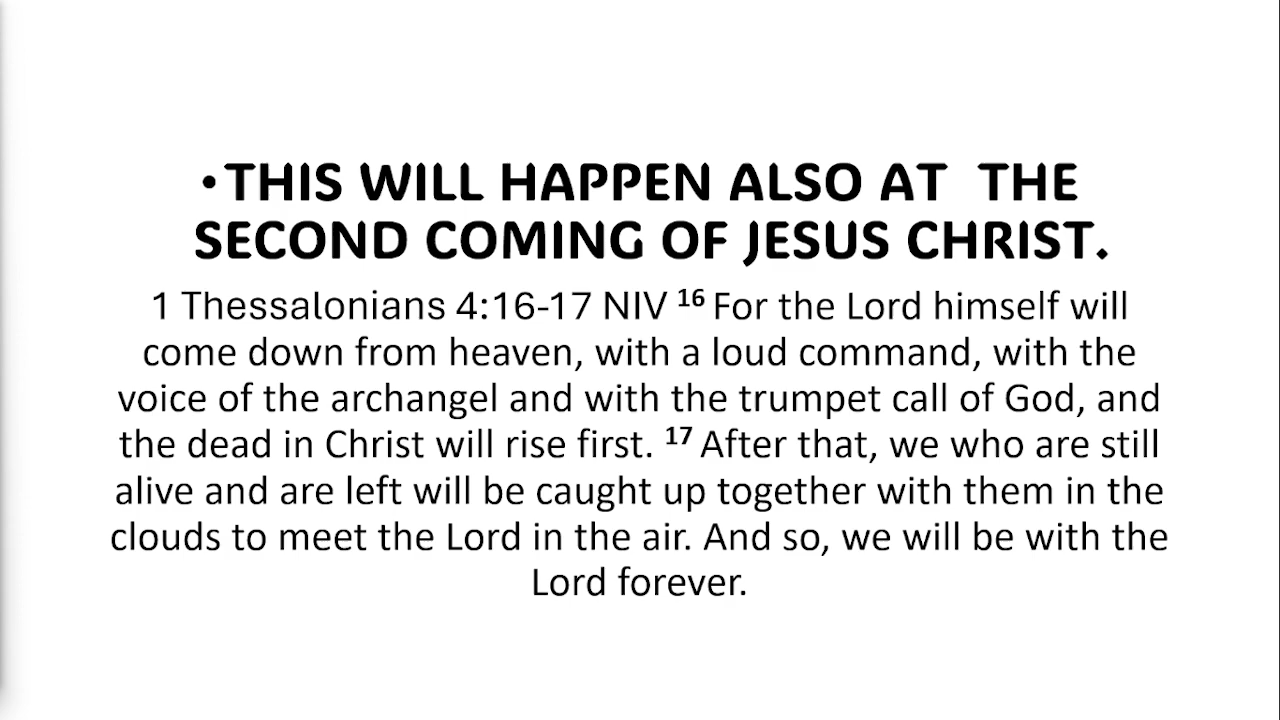 •THIS WILL HAPPEN ALSO AT  THE
SECOND COMING OF JESUS CHRIST.
1 Thessalonians 4:16-17 NIV ¹⁶ For the Lord himself will
come down from heaven, with a loud command, with the
voice of the archangel and with the trumpet call of God, and
the dead in Christ will rise first. ¹⁷ After that, we who are still
alive and are left will be caught up together with them in the
clouds to meet the Lord in the air. And so, we will be with the
Lord forever.